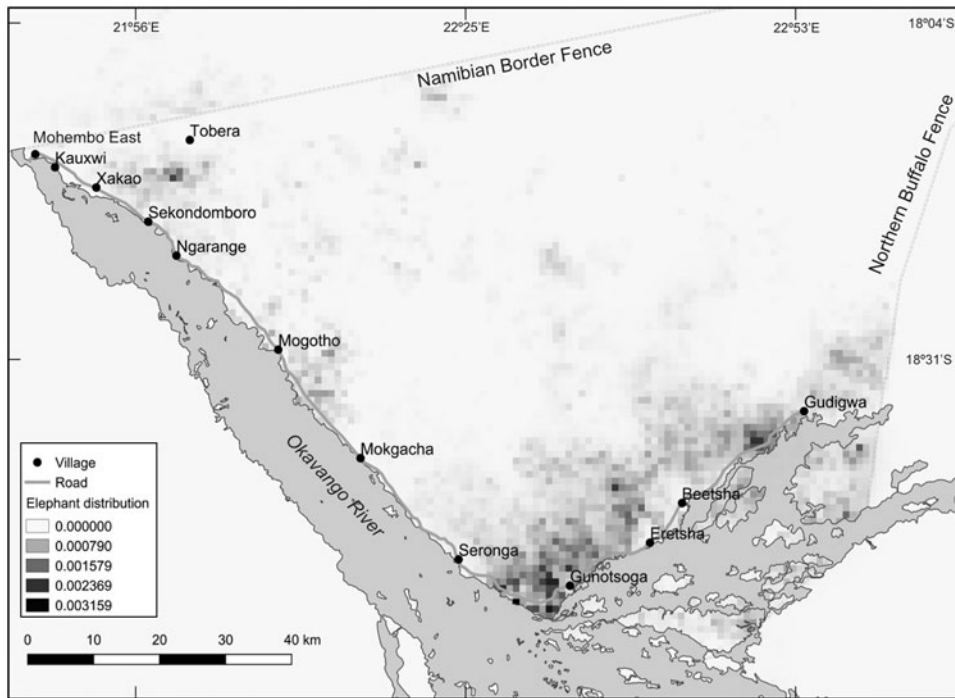 21°56'E
22°25'E
22°53'E
18°04'S
Namibian Border Fence
Northern Buffalo Fence
Tobera
Mohembo East
Kauxwi
Xakao
Sekondomboro
Ngarange
Mogotho
18°31'S
Gudigwa
Mokgacha
Okavango River
Beetsha
Eretsha
Seronga
Gunotsoga
Village
Road
Elephant distribution
0.000000
0.000790
0.001579
0.002369
0.003159
0 10 20 30 40 km